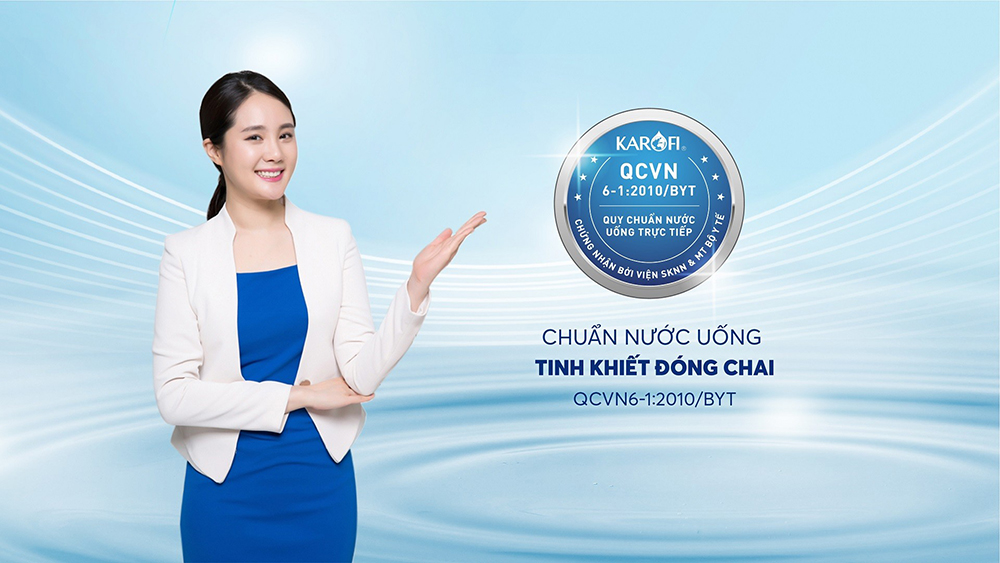 KAROFI®
QCVN
6-1:2010/BYT
QUY CHUẨN NƯỚC
UỐNG TRỰC TIẾP
CHỨNG NHẬN BỞI VIỆN SKNN & MT BỘ Y TẾ
CHUẨN NƯỚC UỐNG
TINH KHIẾT ĐÓNG CHAI
QCVN6-1:2010/BYT